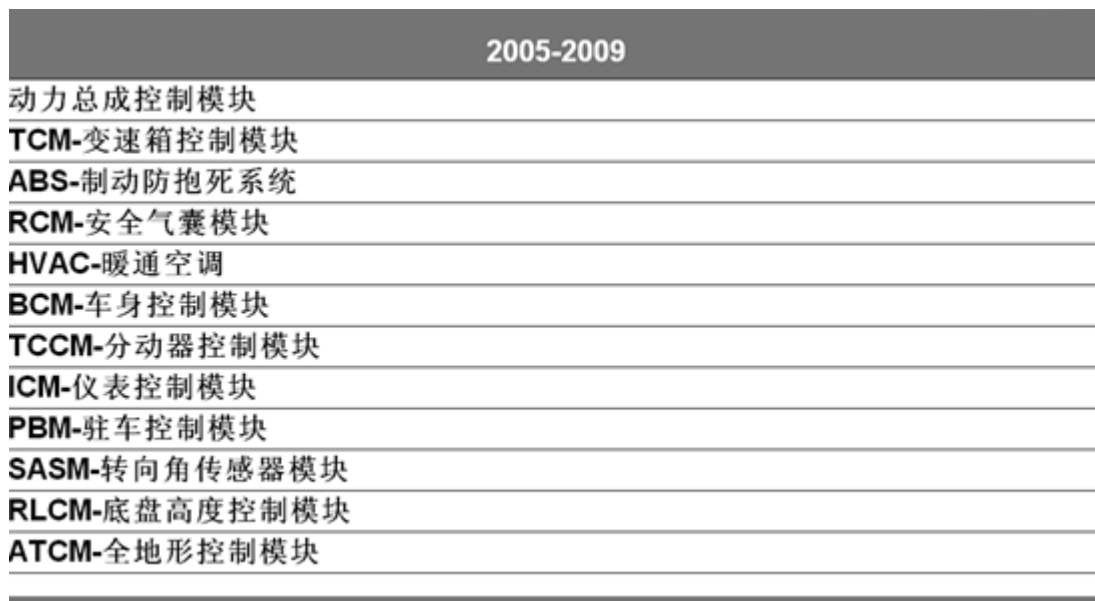 2005-2009
动力总成控制模块
TCM-变速箱控制模块
ABS-制动防抱死系统
RCM-安全气囊模块
HVAC-暖通空调
BCM-车身控制模块
TCCM-分动器控制模块
ICM-仪表控制模块
PBM-驻车控制模块
SASM-转向角传感器模块
RLCM-底盘高度控制模块
ATCM-全地形控制模块